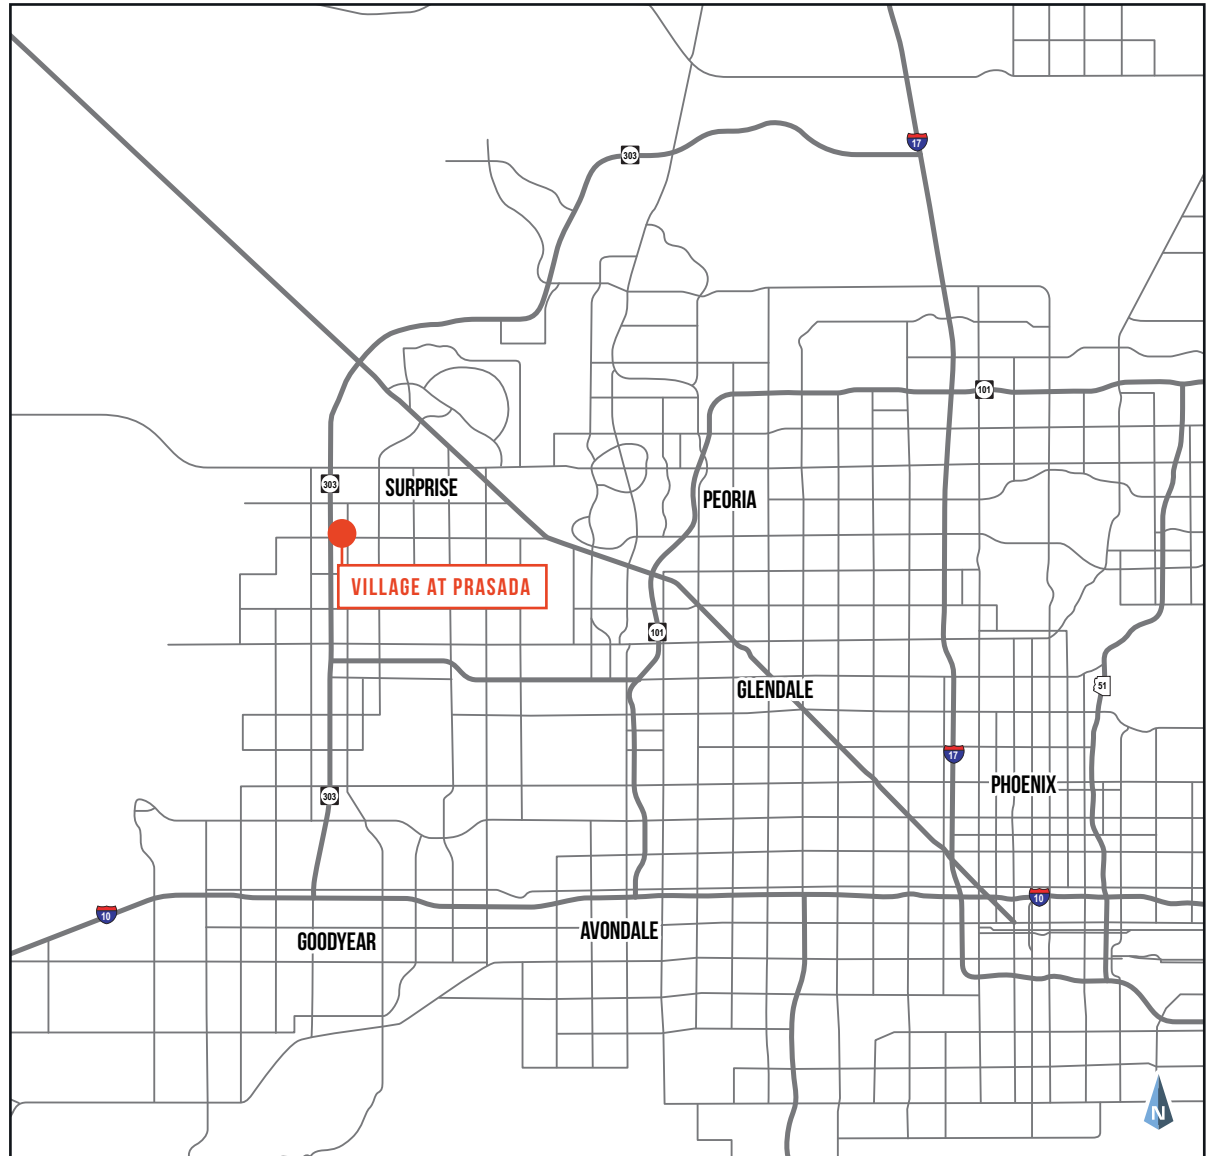 17
303
101
303
SURPRISE
PEORIA
VILLAGE AT PRASADA
101
51
GLENDALE
17
PHOENIX
303
10
10
AVONDALE
GOODYEAR
N